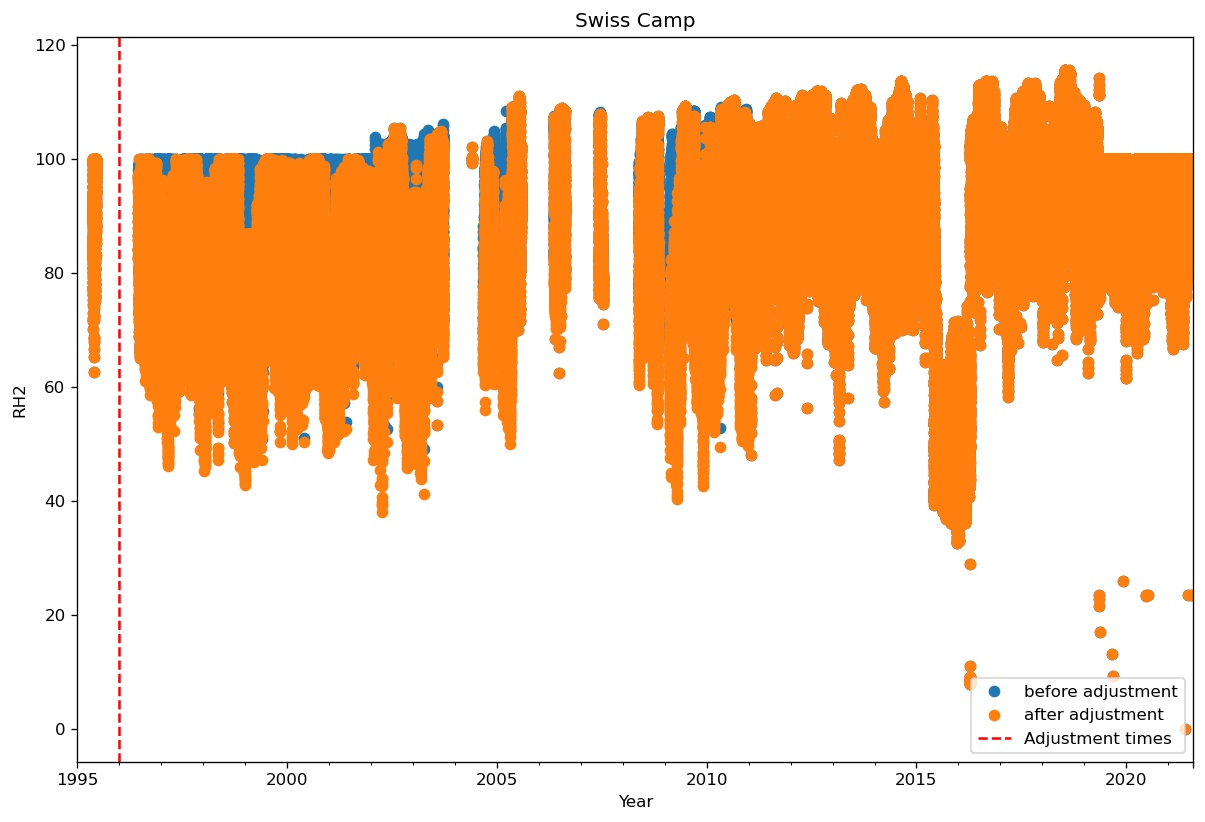 Swiss Camp
120
100
80
60
40
20
0
RH2
before adjustment
after adjustment
Adjustment times
1995 2000 2005 2010 2015 2020
Year